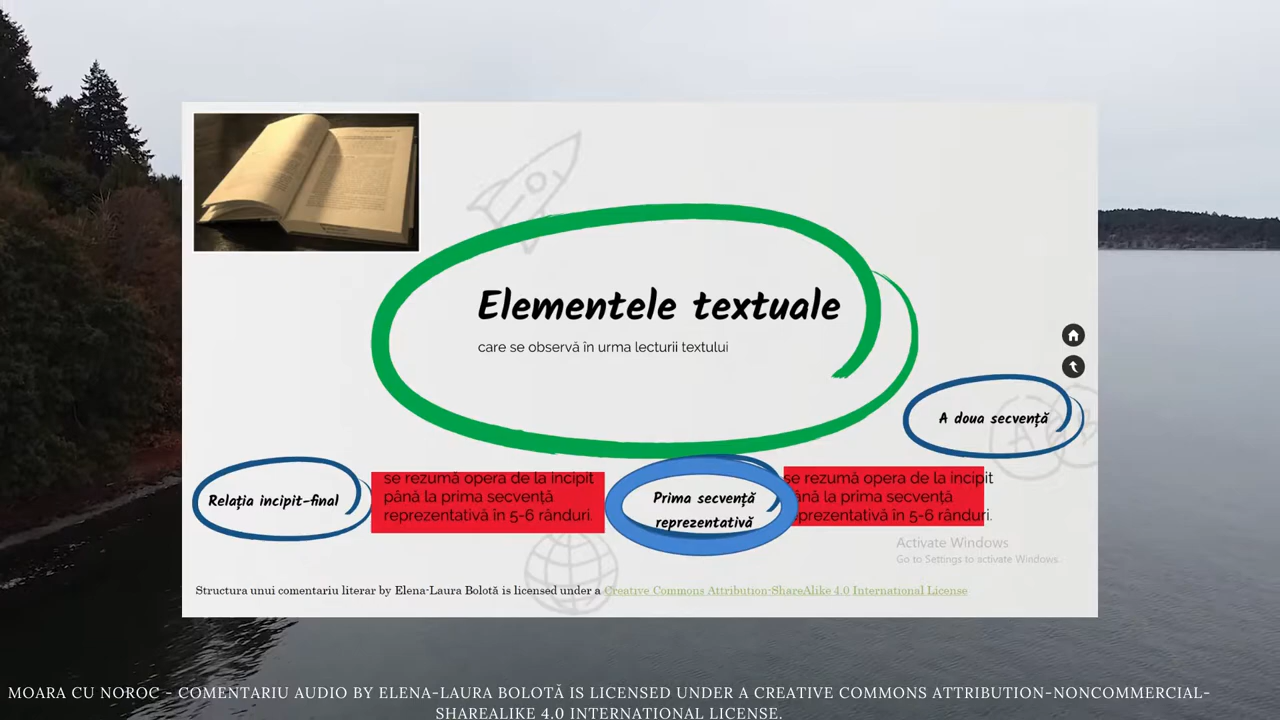 Elementele textuale
care se observă în urma lecturii textului
A doua secvență
Relația incipit-final
se rezumă opera de la incipit
până la prima secvență
reprezentativă în 5-6 rânduri.
Prima secvență
reprezentativă
se rezumă opera de la incipit
până la prima secvență
reprezentativă în 5-6 rânduri.
Activate Windows
Go to Settings to activate Windows.
Structura unui comentariu literar by Elena-Laura Bolotă is licensed under a Creative Commons Attribution-ShareAlike 4.0 International License
MOARA CU NOROC - COMENTARIU AUDIO BY ELENA-LAURA BOLOTĂ IS LICENSED UNDER A CREATIVE COMMONS ATTRIBUTION-NONCOMMERCIAL-
SHAREALIKE 4.0 INTERNATIONAL LICENSE.